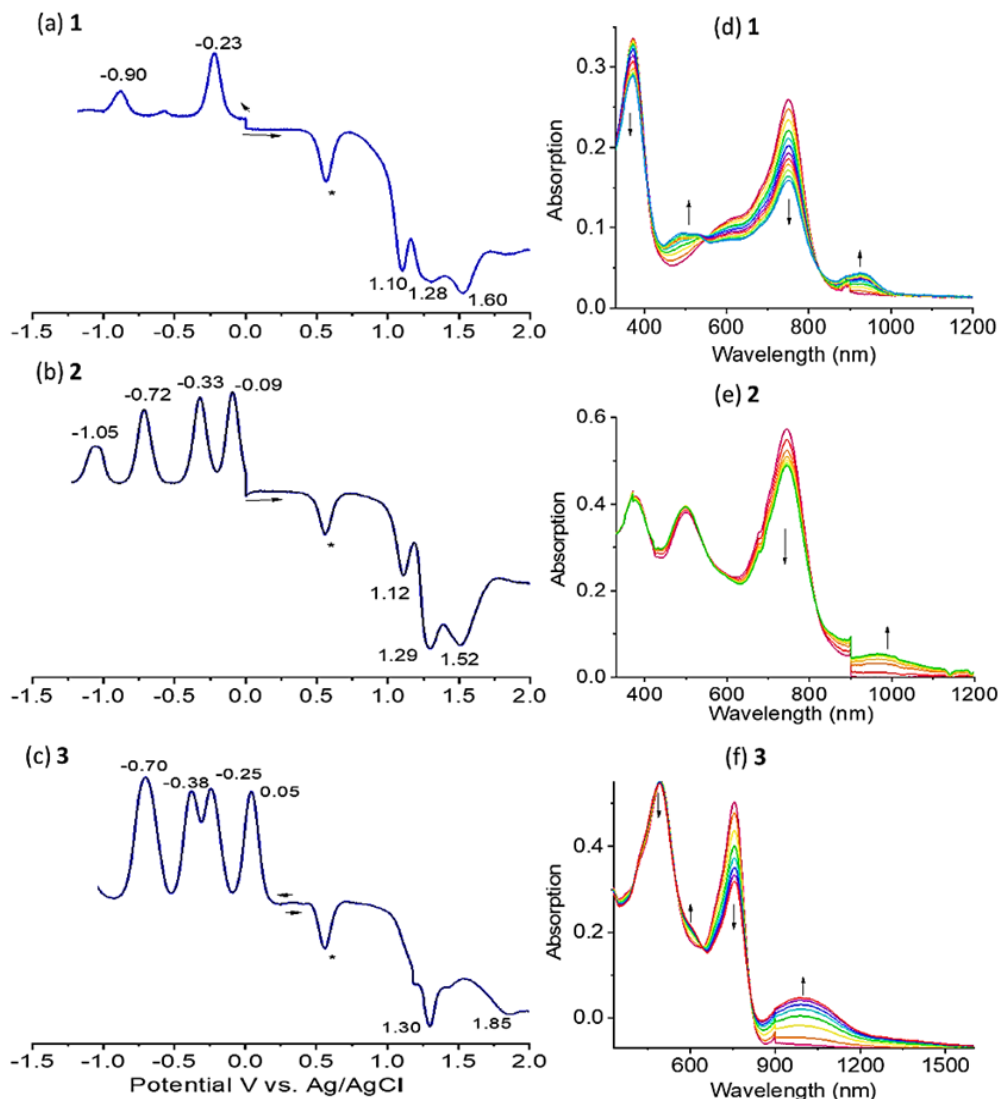 (a) 1
-0.90
-0.23
*
1.10
1.28
1.60
-1.5 -1.0 -0.5 0.0 0.5 1.0 1.5 2.0
(d) 1
Absorption
0.3
0.2
0.1
0.0
400 600 800 1000 1200
Wavelength (nm)
(b) 2
-1.05
-0.72
-0.33
-0.09
*
1.12
1.29
1.52
-1.5 -1.0 -0.5 0.0 0.5 1.0 1.5 2.0
(e) 2
Absorption
0.6
0.4
0.2
0.0
400 600 800 1000 1200
Wavelength (nm)
(c) 3
-0.70
-0.38
-0.25
0.05
*
1.30
1.85
-1.5 -1.0 -0.5 0.0 0.5 1.0 1.5 2.0
Potential V vs. Ag/AgCl
(f) 3
Absorption
0.4
0.2
0.0
600 900 1200 1500
Wavelength (nm)